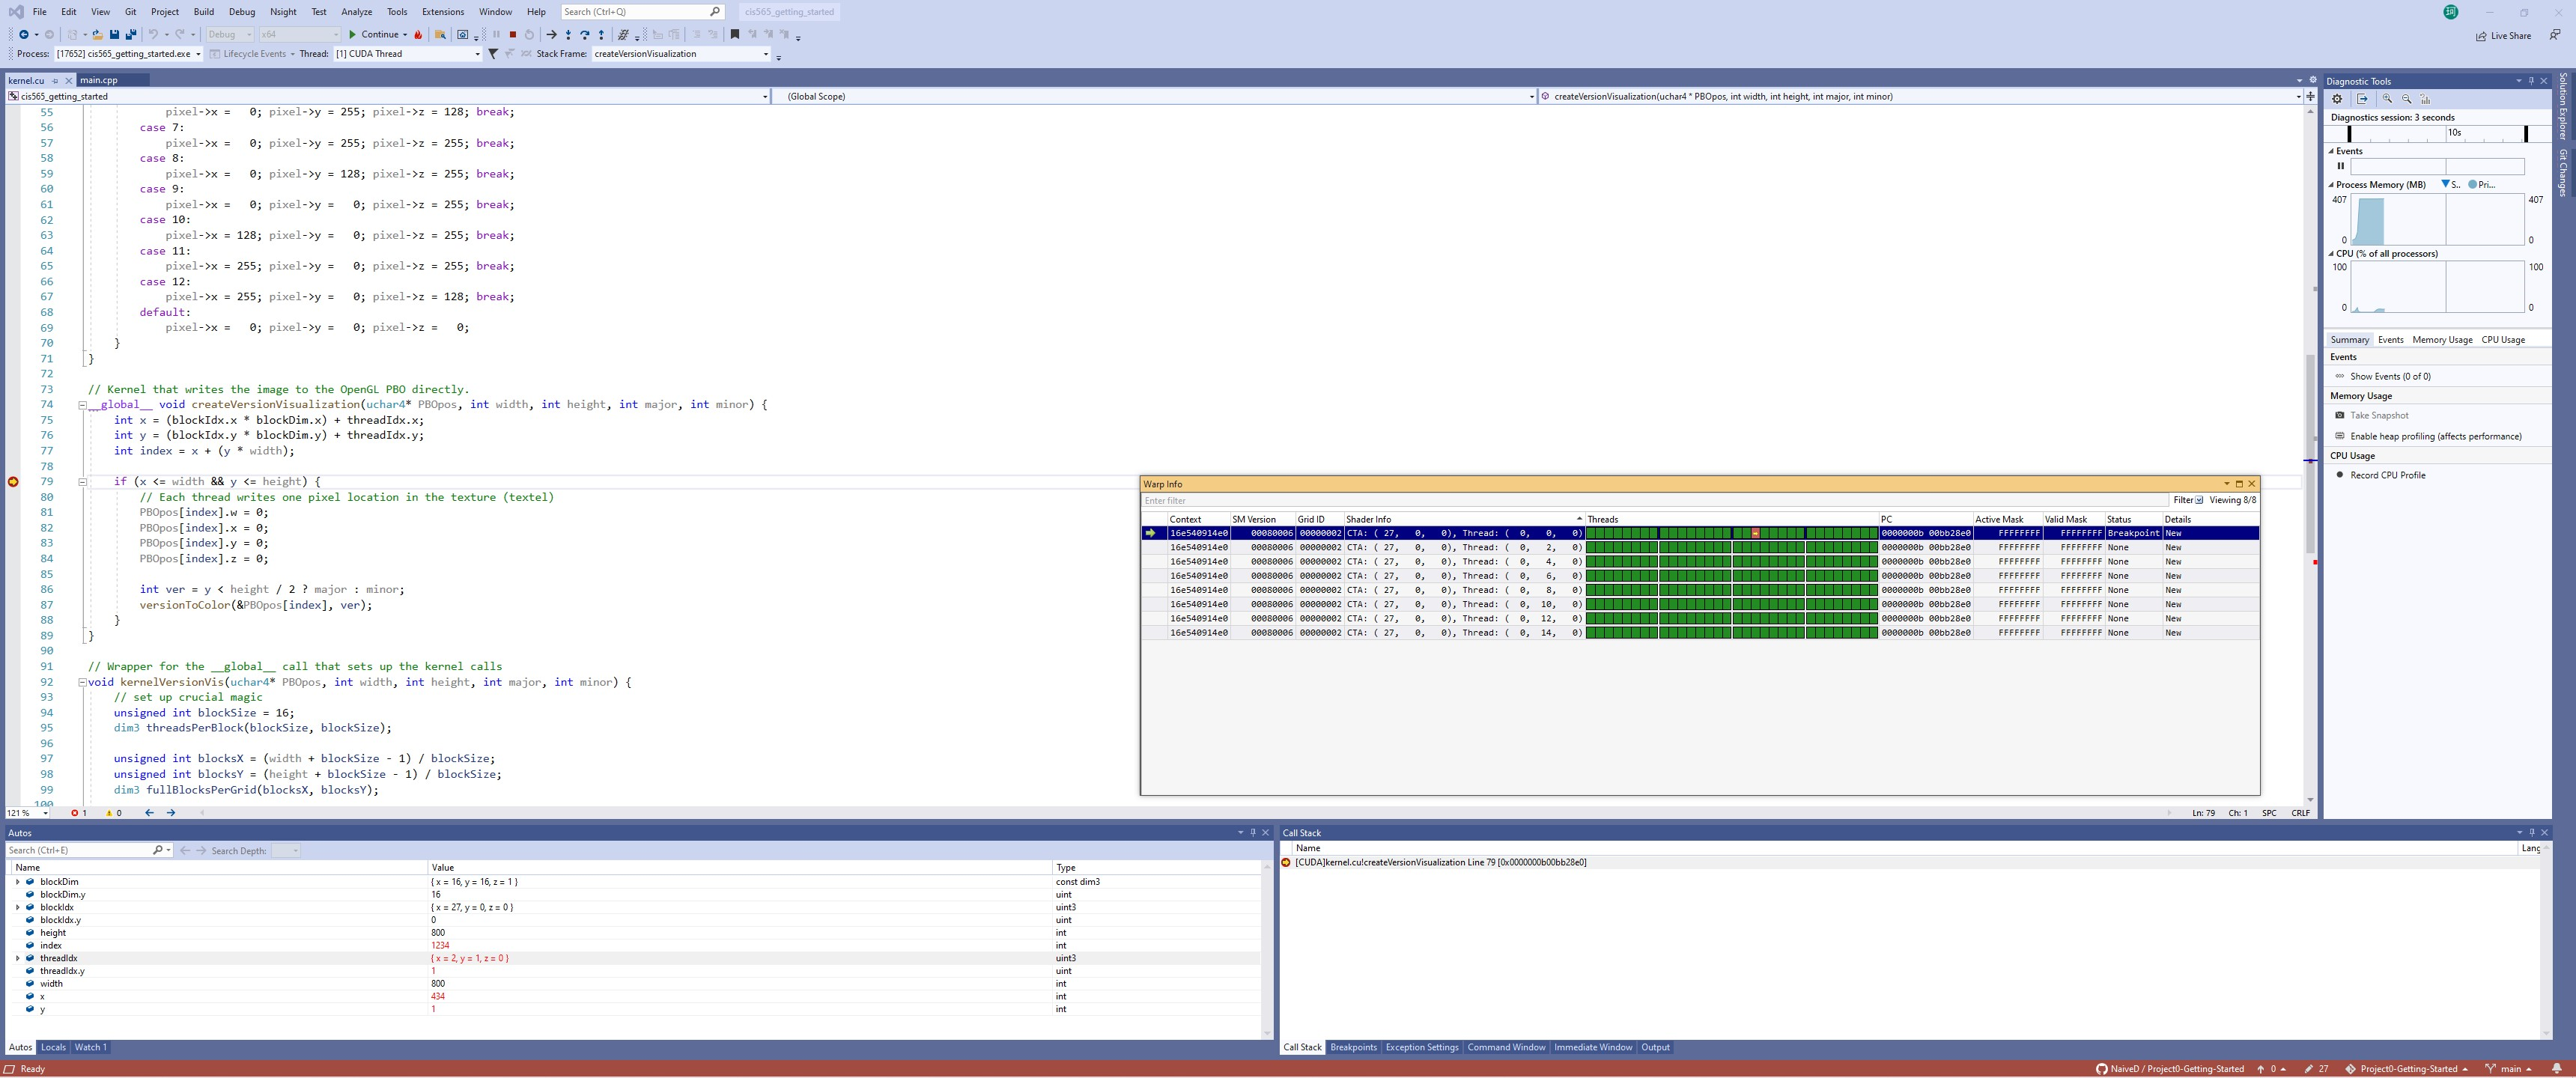 File Edit View Git Project Build Debug Nsight Test Analyze Tools Extensions Window Help Search (Ctrl+Q) cis565_getting_started 阿
Debug x64 Continue Live Share
Process: [17652] cis565_getting_started.exe Lifecycle Events Thread: [1] CUDA Thread Stack Frame: createVersionVisualization
kernel.cu main.cpp
cis565_getting_started (Global Scope) createVersionVisualization(uchar4 * PBOpos, int width, int height, int major, int minor)
55 pixel->x = 0; pixel->y = 255; pixel->z = 128; break;
56 case 7:
57 pixel->x = 0; pixel->y = 255; pixel->z = 255; break;
58 case 8:
59 pixel->x = 0; pixel->y = 128; pixel->z = 255; break;
60 case 9:
61 pixel->x = 0; pixel->y = 0; pixel->z = 255; break;
62 case 10:
63 pixel->x = 128; pixel->y = 0; pixel->z = 255; break;
64 case 11:
65 pixel->x = 255; pixel->y = 0; pixel->z = 255; break;
66 case 12:
67 pixel->x = 255; pixel->y = 0; pixel->z = 128; break;
68 default:
69 pixel->x = 0; pixel->y = 0; pixel->z = 0;
70 }
71 }
72
73 // Kernel that writes the image to the OpenGL PBO directly.
74 __global__ void createVersionVisualization(uchar4* PBOpos, int width, int height, int major, int minor) {
75 int x = (blockIdx.x * blockDim.x) + threadIdx.x;
76 int y = (blockIdx.y * blockDim.y) + threadIdx.y;
77 int index = x + (y * width);
78
79 if (x <= width && y <= height) {
80 // Each thread writes one pixel location in the texture (textel)
81 PBOpos[index].w = 0;
82 PBOpos[index].x = 0;
83 PBOpos[index].y = 0;
84 PBOpos[index].z = 0;
85
86 int ver = y < height / 2 ? major : minor;
87 versionToColor(&PBOpos[index], ver);
88 }
89 }
90
91 // Wrapper for the __global__ call that sets up the kernel calls
92 void kernelVersionVis(uchar4* PBOpos, int width, int height, int major, int minor) {
93 // set up crucial magic
94 unsigned int blockSize = 16;
95 dim3 threadsPerBlock(blockSize, blockSize);
96
97 unsigned int blocksX = (width + blockSize - 1) / blockSize;
98 unsigned int blocksY = (height + blockSize - 1) / blockSize;
99 dim3 fullBlocksPerGrid(blocksX, blocksY);
100
121 % 1 0 Ln: 79 Ch: 1 SPC CRLF
Warp Info
Enter filter Filter Viewing 8/8
Context SM Version Grid ID Shader Info Threads PC Active Mask Valid Mask Status Details
16e540914e0 00080006 00000002 CTA: ( 27, 0, 0), Thread: ( 0, 0, 0) 0000000b 00bb28e0 FFFFFFFF FFFFFFFF Breakpoint New
16e540914e0 00080006 00000002 CTA: ( 27, 0, 0), Thread: ( 0, 2, 0) 0000000b 00bb28e0 FFFFFFFF FFFFFFFF None New
16e540914e0 00080006 00000002 CTA: ( 27, 0, 0), Thread: ( 0, 4, 0) 0000000b 00bb28e0 FFFFFFFF FFFFFFFF None New
16e540914e0 00080006 00000002 CTA: ( 27, 0, 0), Thread: ( 0, 6, 0) 0000000b 00bb28e0 FFFFFFFF FFFFFFFF None New
16e540914e0 00080006 00000002 CTA: ( 27, 0, 0), Thread: ( 0, 8, 0) 0000000b 00bb28e0 FFFFFFFF FFFFFFFF None New
16e540914e0 00080006 00000002 CTA: ( 27, 0, 0), Thread: ( 0, 10, 0) 0000000b 00bb28e0 FFFFFFFF FFFFFFFF None New
16e540914e0 00080006 00000002 CTA: ( 27, 0, 0), Thread: ( 0, 12, 0) 0000000b 00bb28e0 FFFFFFFF FFFFFFFF None New
16e540914e0 00080006 00000002 CTA: ( 27, 0, 0), Thread: ( 0, 14, 0) 0000000b 00bb28e0 FFFFFFFF FFFFFFFF None New
Diagnostic Tools
Diagnostics session: 3 seconds
10s
Events
Process Memory (MB) S.. Pri...
407 407
0 0
CPU (% of all processors)
100 100
0 0
Summary Events Memory Usage CPU Usage
Events
Show Events (0 of 0)
Memory Usage
Take Snapshot
Enable heap profiling (affects performance)
CPU Usage
Record CPU Profile
Solution Explorer
Git Changes
Autos
Search (Ctrl+E) Search Depth:
Name Value Type
blockDim { x = 16, y = 16, z = 1 } const dim3
blockDim.y 16 uint
blockIdx { x = 27, y = 0, z = 0 } uint3
blockIdx.y 0 uint
height 800 int
index 1234 int
threadIdx { x = 2, y = 1, z = 0 } uint3
threadIdx.y 1 uint
width 800 int
x 434 int
y 1 int
Autos Locals Watch 1
Call Stack
Name Lang
[CUDA]kernel.cu!createVersionVisualization Line 79 [0x0000000b00bb28e0]
Call Stack Breakpoints Exception Settings Command Window Immediate Window Output
Ready NaiveD / Project0-Getting-Started 0 27 Project0-Getting-Started main